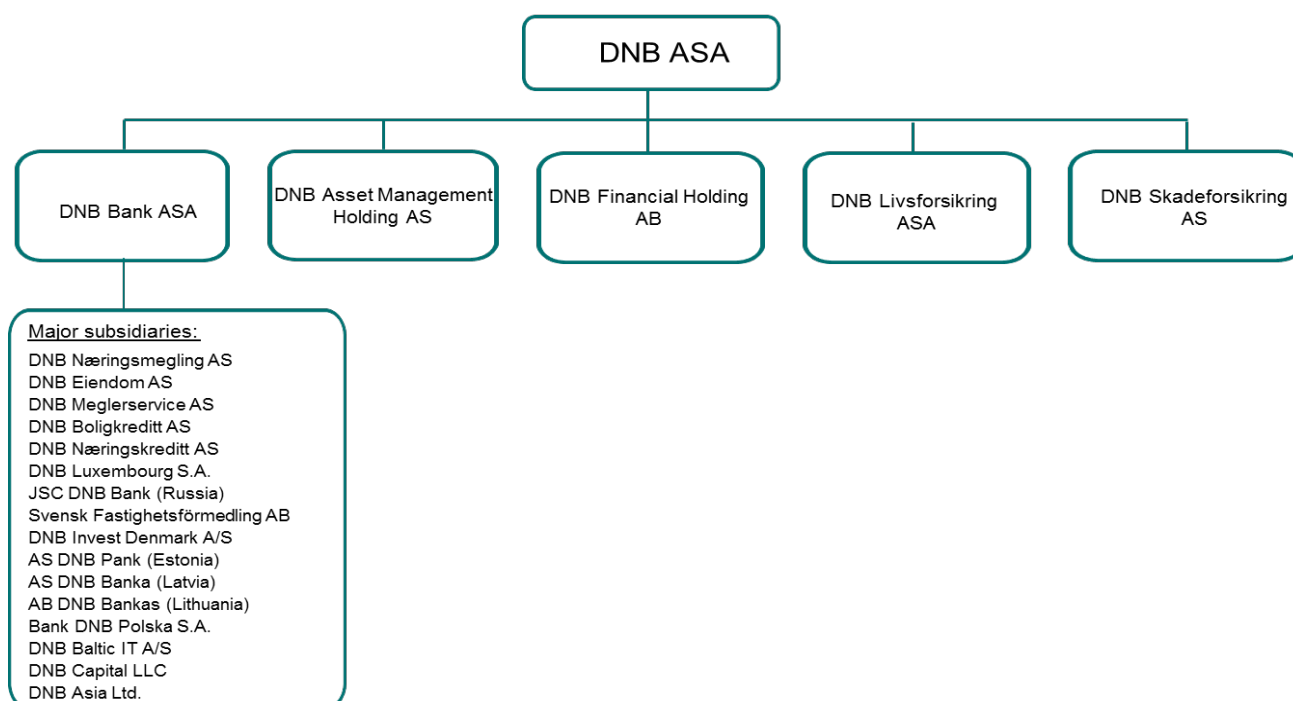 DNB ASA
DNB Bank ASA
DNB Asset Management
Holding AS
DNB Financial Holding
AB
DNB Livsforsikring
ASA
DNB Skadeforsikring
AS
Major subsidiaries:
DNB Næringsmegling AS
DNB Eiendom AS
DNB Meglerservice AS
DNB Boligkreditt AS
DNB Næringskreditt AS
DNB Luxembourg S.A.
JSC DNB Bank (Russia)
Svensk Fastighetsförmedling AB
DNB Invest Denmark A/S
AS DNB Pank (Estonia)
AS DNB Banka (Latvia)
AB DNB Bankas (Lithuania)
Bank DNB Polska S.A.
DNB Baltic IT A/S
DNB Capital LLC
DNB Asia Ltd.